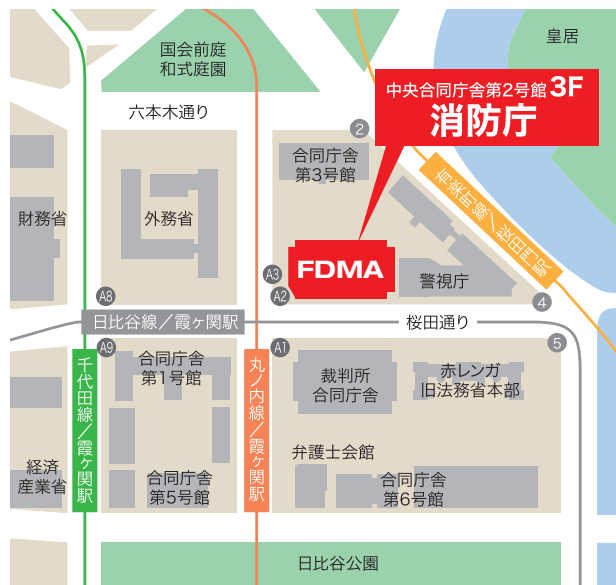 国会前庭
和式庭園
皇居
中央合同庁舎第2号館3F
消防庁
六本木通り
2
合同庁舎
第3号館
有楽町線／桜田門駅
財務省
外務省
FDMA
警視庁
A3
A2
A8
4
日比谷線／霞ヶ関駅
桜田通り
5
A9
A1
千代田線／霞ヶ関駅
丸ノ内線／霞ヶ関駅
合同庁舎
第1号館
裁判所
合同庁舎
赤レンガ
旧法務省本部
弁護士会館
経済
産業省
合同庁舎
第5号館
合同庁舎
第6号館
日比谷公園